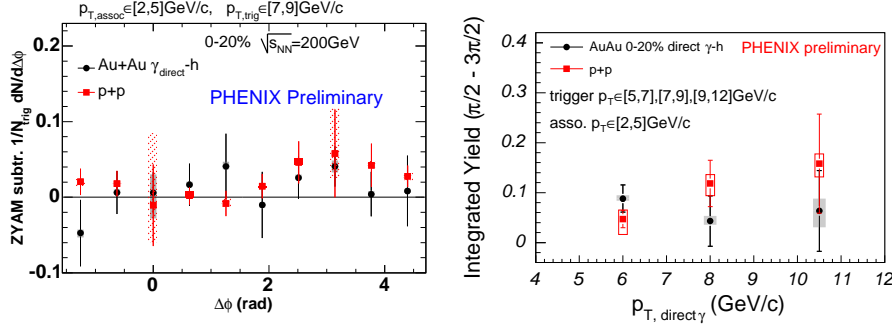 p_T,assoc∈[2,5]GeV/c, p_T,trig∈[7,9]GeV/c
0-20% √s_NN=200GeV
Au+Au γ_direct-h
p+p
PHENIX Preliminary
ZYAM subtr. 1/N_trig dN/dΔϕ
0.2
0.1
0
-0.1
0 2 4
Δϕ (rad)
AuAu 0-20% direct γ-h
PHENIX preliminary
p+p
trigger p_T∈[5,7],[7,9],[9,12]GeV/c
asso. p_T∈[2,5]GeV/c
Integrated Yield (π/2 - 3π/2)
0.4
0.3
0.2
0.1
0
4 5 6 7 8 9 10 11 12
p_T, direct γ (GeV/c)